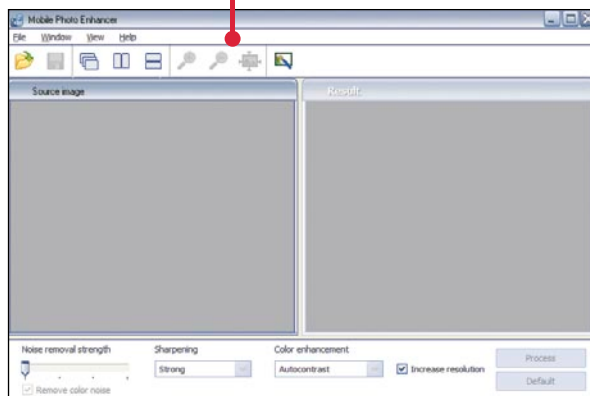 Mobile Photo Enhancer
File Window View Help
Source image Result
Noise removal strength Sharpening Color enhancement
Strong Autocontrast Increase resolution Process
Remove color noise Default